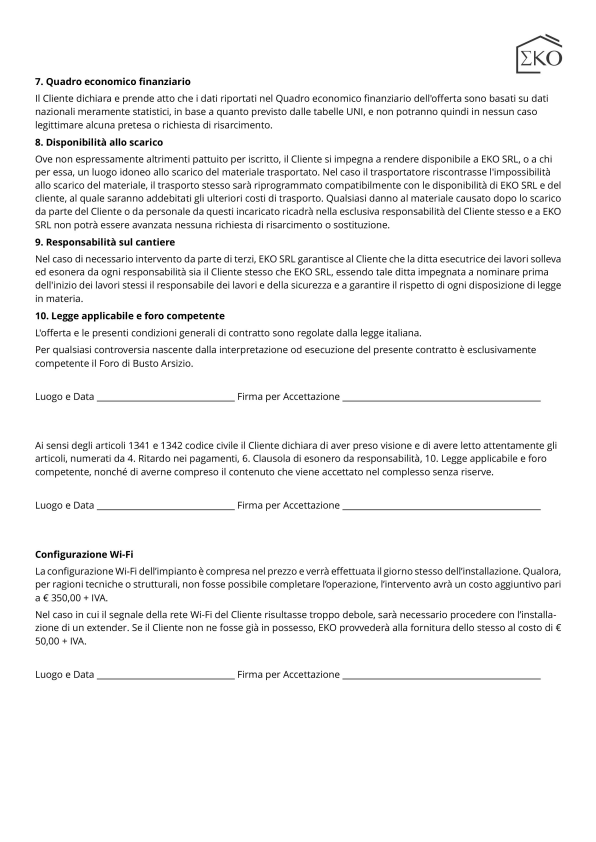 ΣKO
7. Quadro economico finanziario
Il Cliente dichiara e prende atto che i dati riportati nel Quadro economico finanziario dell'offerta sono basati su dati
nazionali meramente statistici, in base a quanto previsto dalle tabelle UNI, e non potranno quindi in nessun caso
legittimare alcuna pretesa o richiesta di risarcimento.
8. Disponibilità allo scarico
Ove non espressamente altrimenti pattuito per iscritto, il Cliente si impegna a rendere disponibile a EKO SRL, o a chi
per essa, un luogo idoneo allo scarico del materiale trasportato. Nel caso il trasportatore riscontrasse l'impossibilità
allo scarico del materiale, il trasporto stesso sarà riprogrammato compatibilmente con le disponibilità di EKO SRL e del
cliente, al quale saranno addebitati gli ulteriori costi di trasporto. Qualsiasi danno al materiale causato dopo lo scarico
da parte del Cliente o da personale da questi incaricato ricadrà nella esclusiva responsabilità del Cliente stesso e a EKO
SRL non potrà essere avanzata nessuna richiesta di risarcimento o sostituzione.
9. Responsabilità sul cantiere
Nel caso di necessario intervento da parte di terzi, EKO SRL garantisce al Cliente che la ditta esecutrice dei lavori solleva
ed esonera da ogni responsabilità sia il Cliente stesso che EKO SRL, essendo tale ditta impegnata a nominare prima
dell'inizio dei lavori stessi il responsabile dei lavori e della sicurezza e a garantire il rispetto di ogni disposizione di legge
in materia.
10. Legge applicabile e foro competente
L'offerta e le presenti condizioni generali di contratto sono regolate dalla legge italiana.
Per qualsiasi controversia nascente dalla interpretazione od esecuzione del presente contratto è esclusivamente
competente il Foro di Busto Arsizio.
Luogo e Data __________________________ Firma per Accettazione _____________________________________
Ai sensi degli articoli 1341 e 1342 codice civile il Cliente dichiara di aver preso visione e di avere letto attentamente gli
articoli, numerati da 4. Ritardo nei pagamenti, 6. Clausola di esonero da responsabilità, 10. Legge applicabile e foro
competente, nonché di averne compreso il contenuto che viene accettato nel complesso senza riserve.
Luogo e Data __________________________ Firma per Accettazione _____________________________________
Configurazione Wi-Fi
La configurazione Wi-Fi dell’impianto è compresa nel prezzo e verrà effettuata il giorno stesso dell’installazione. Qualora,
per ragioni tecniche o strutturali, non fosse possibile completare l’operazione, l’intervento avrà un costo aggiuntivo pari
a € 350,00 + IVA.
Nel caso in cui il segnale della rete Wi-Fi del Cliente risultasse troppo debole, sarà necessario procedere con l’installa-
zione di un extender. Se il Cliente non ne fosse già in possesso, EKO provvederà alla fornitura dello stesso al costo di €
50,00 + IVA.
Luogo e Data __________________________ Firma per Accettazione _____________________________________